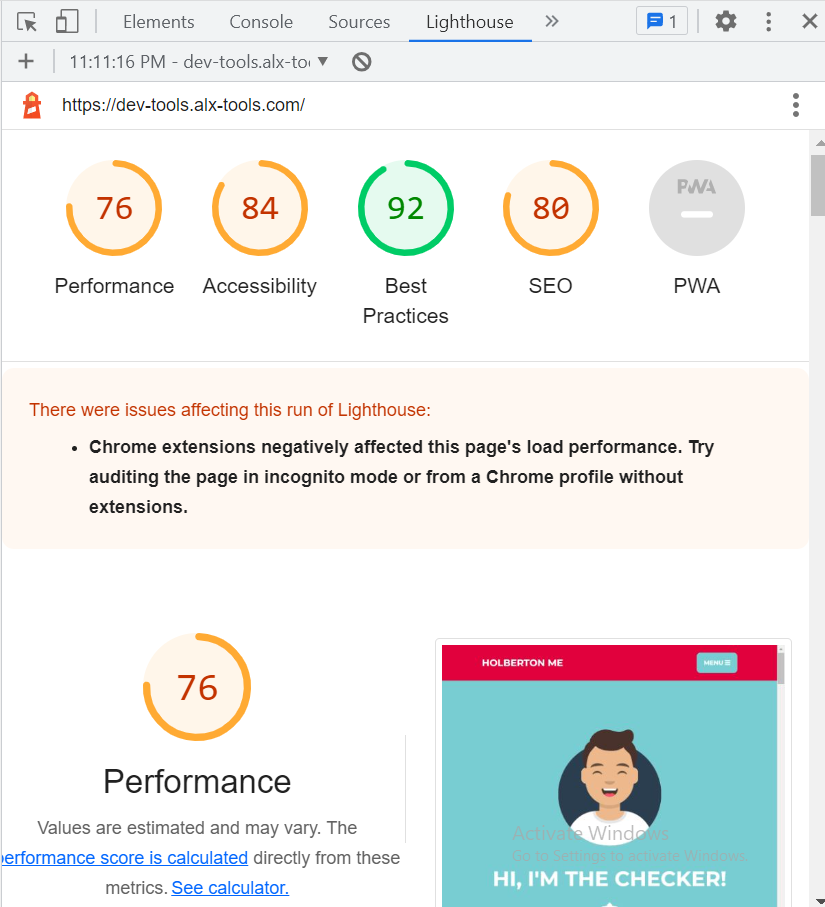 Elements Console Sources Lighthouse » 1
+ 11:11:16 PM - dev-tools.alx-to
https://dev-tools.alx-tools.com/
76 84 92 80 PWA
Performance Accessibility Best Practices SEO PWA
There were issues affecting this run of Lighthouse:
• Chrome extensions negatively affected this page's load performance. Try
auditing the page in incognito mode or from a Chrome profile without
extensions.
76
Performance
Values are estimated and may vary. The
performance score is calculated directly from these
metrics. See calculator.
HOLBERTON ME MENU
Activate Windows
Go to Settings to activate Windows.
HI, I'M THE CHECKER!